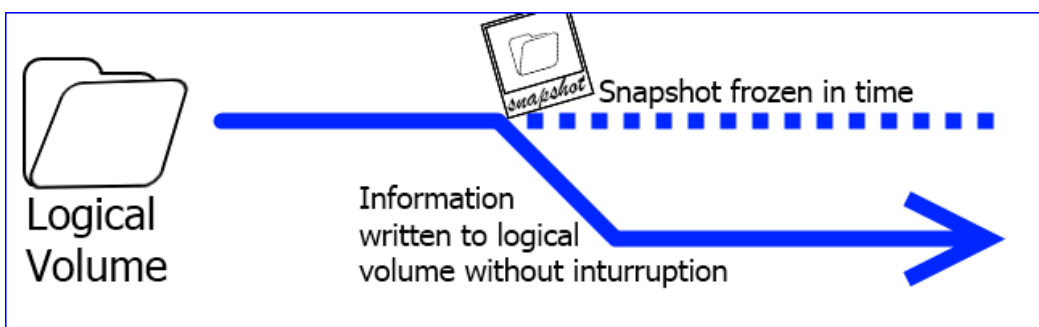 snapshot
Snapshot frozen in time
Logical
Volume
Information
written to logical
volume without inturruption